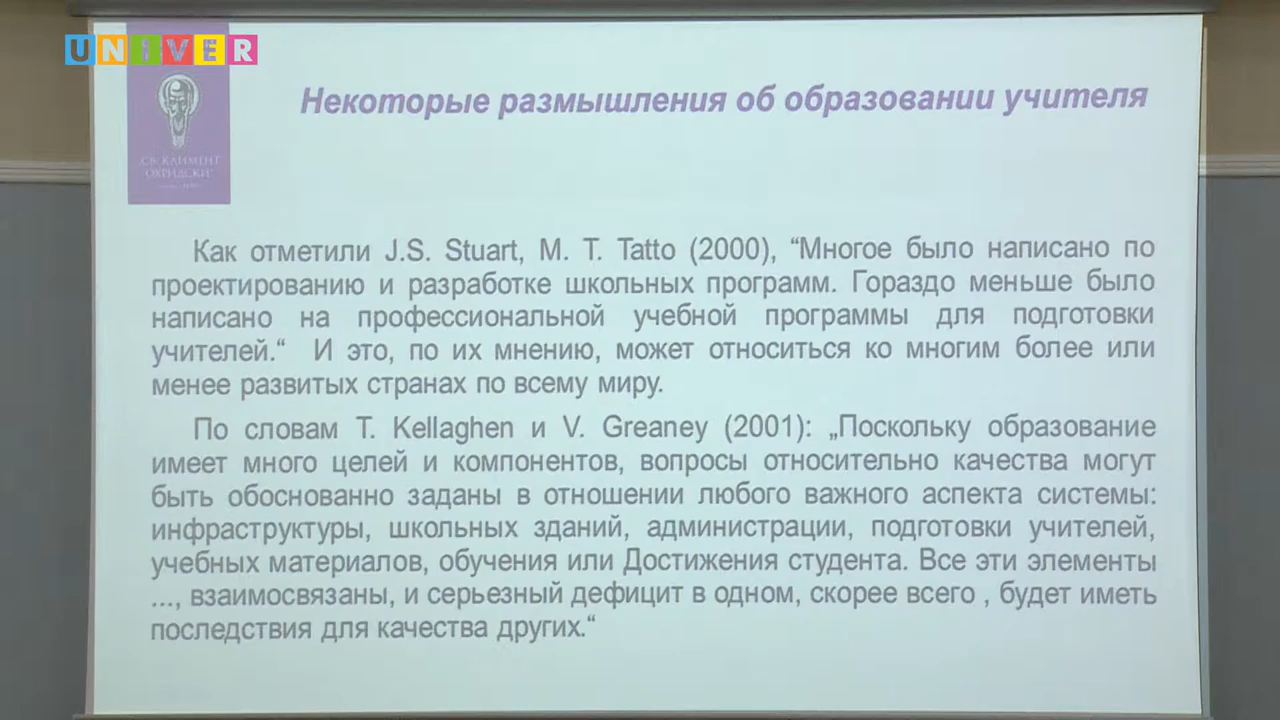 UNIVER
Некоторые размышления об образовании учителя
"СВ. КЛИМЕНТ
ОХРИДСКИ"
Как отметили J.S. Stuart, M. T. Tatto (2000), “Многое было написано по
проектированию и разработке школьных программ. Гораздо меньше было
написано на профессиональной учебной программы для подготовки
учителей.“ И это, по их мнению, может относиться ко многим более или
менее развитых странах по всему миру.
По словам T. Kellaghen и V. Greaney (2001): „Поскольку образование
имеет много целей и компонентов, вопросы относительно качества могут
быть обоснованно заданы в отношении любого важного аспекта системы:
инфраструктуры, школьных зданий, администрации, подготовки учителей,
учебных материалов, обучения или Достижения студента. Все эти элементы
..., взаимосвязаны, и серьезный дефицит в одном, скорее всего , будет иметь
последствия для качества других.“